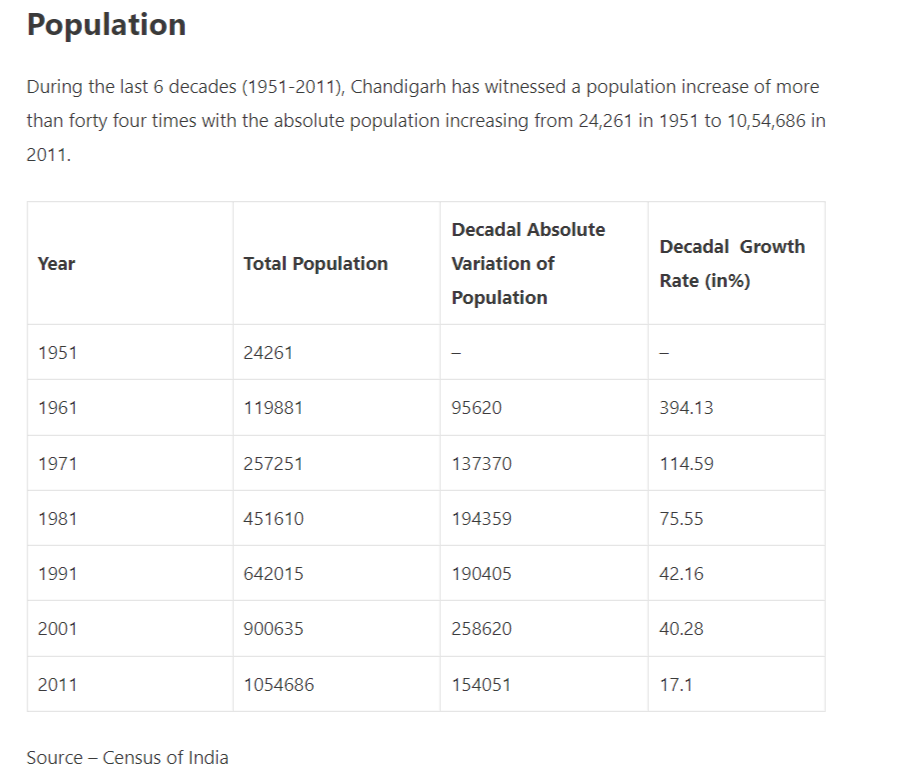 Population
During the last 6 decades (1951-2011), Chandigarh has witnessed a population increase of more
than forty four times with the absolute population increasing from 24,261 in 1951 to 10,54,686 in
2011.
Year Total Population Decadal Absolute Variation of Population Decadal Growth Rate (in%)
1951 24261 – –
1961 119881 95620 394.13
1971 257251 137370 114.59
1981 451610 194359 75.55
1991 642015 190405 42.16
2001 900635 258620 40.28
2011 1054686 154051 17.1
Source – Census of India